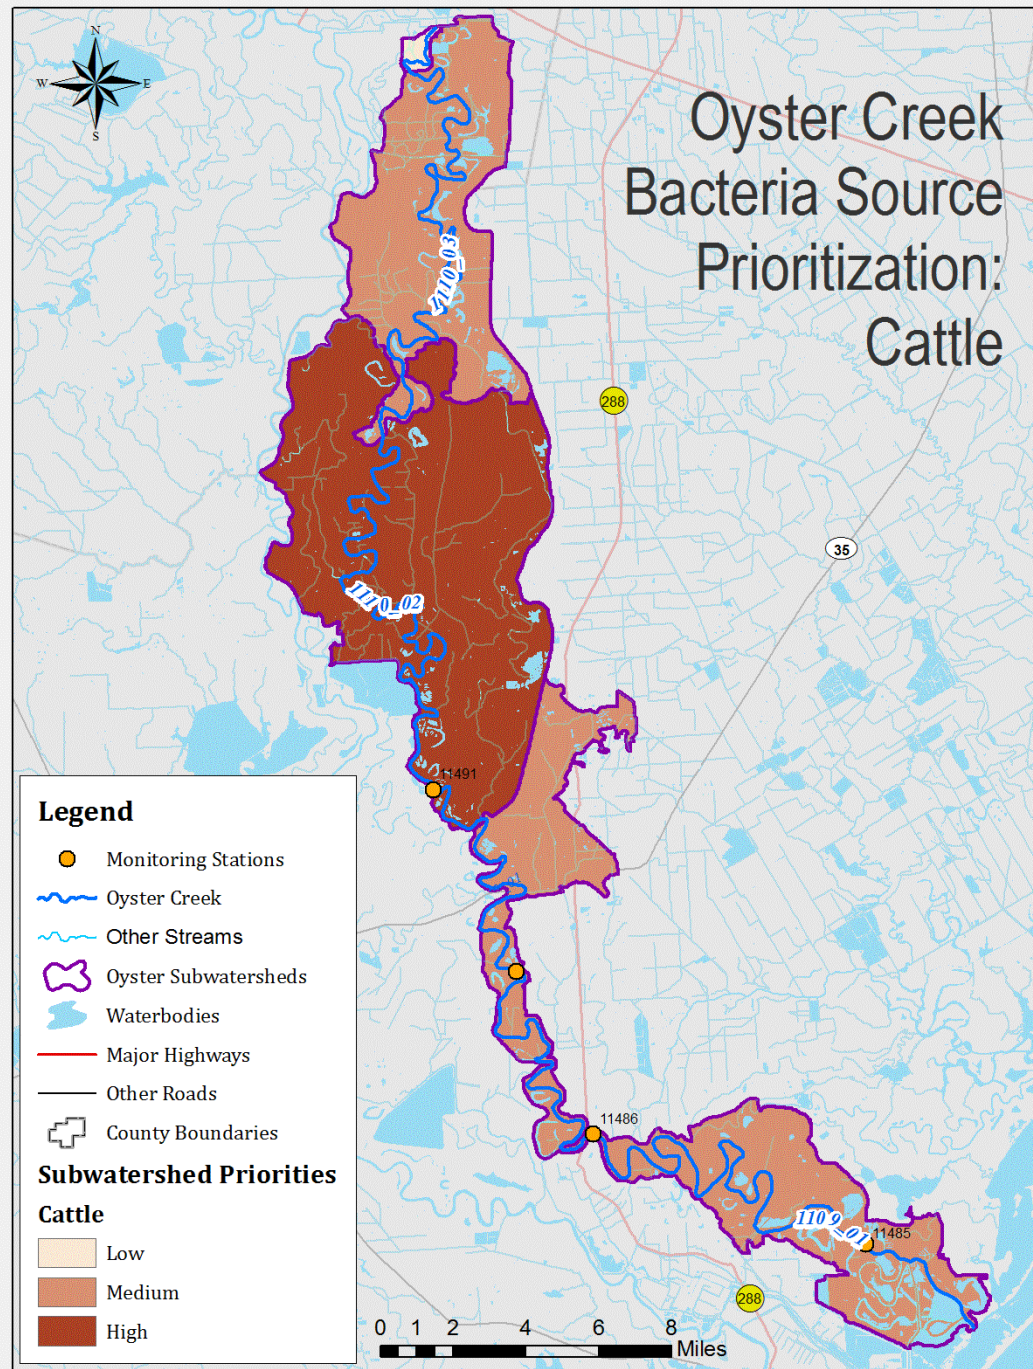 N
W
E
S
Oyster Creek
Bacteria Source
Prioritization:
Cattle
1110_03
288
35
1110_02
11491
Legend
Monitoring Stations
Oyster Creek
Other Streams
Oyster Subwatersheds
Waterbodies
Major Highways
Other Roads
County Boundaries
Subwatershed Priorities
Cattle
Low
Medium
High
11486
1109_01
11485
288
0 1 2 4 6 8
Miles